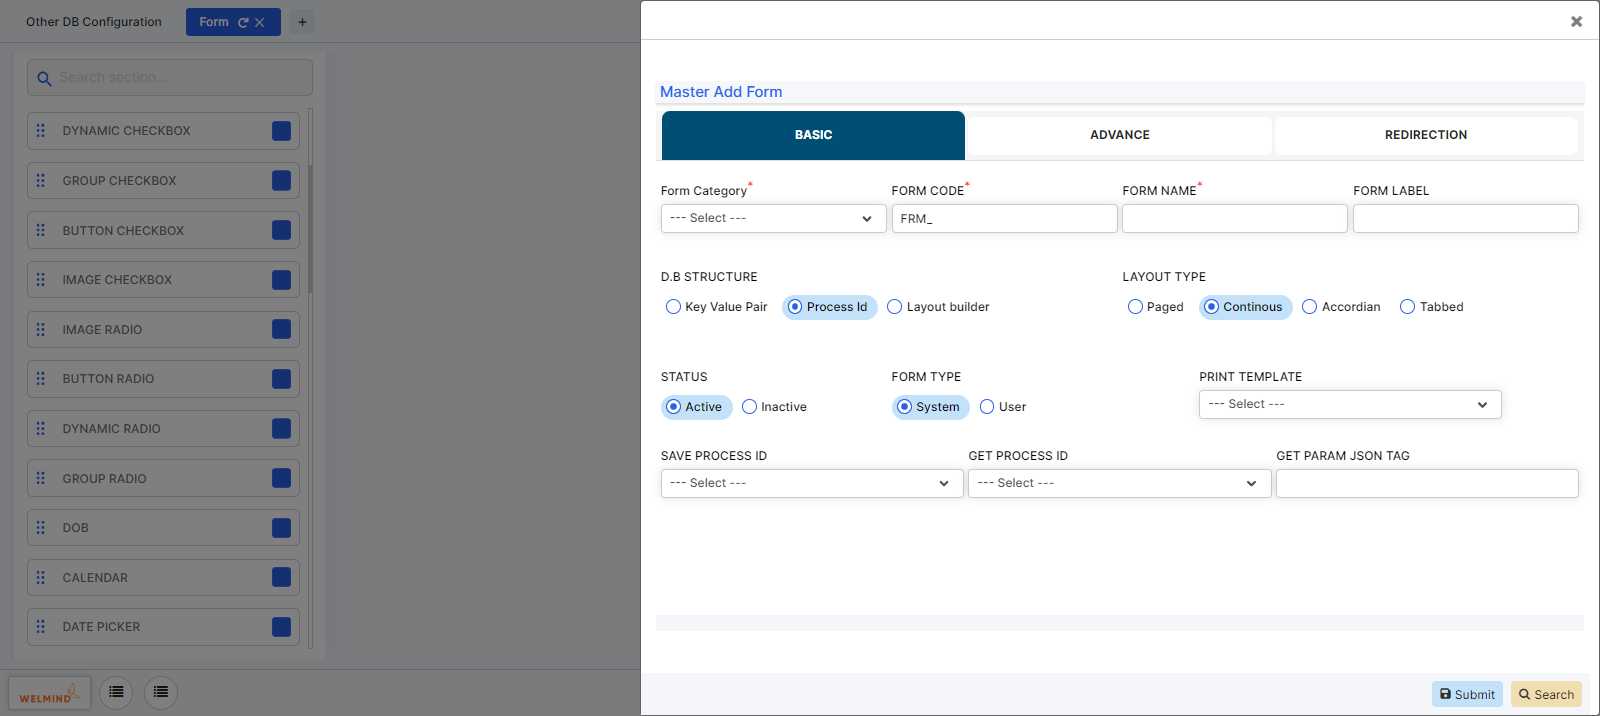 Other DB Configuration
Form
+
Search section...
DYNAMIC CHECKBOX
GROUP CHECKBOX
BUTTON CHECKBOX
IMAGE CHECKBOX
IMAGE RADIO
BUTTON RADIO
DYNAMIC RADIO
GROUP RADIO
DOB
CALENDAR
DATE PICKER
WELMIND
Master Add Form
BASIC ADVANCE REDIRECTION
Form Category* FORM CODE* FORM NAME* FORM LABEL
--- Select --- FRM_
D.B STRUCTURE LAYOUT TYPE
Key Value Pair Process Id Layout builder Paged Continous Accordian Tabbed
STATUS FORM TYPE PRINT TEMPLATE
Active Inactive System User --- Select ---
SAVE PROCESS ID GET PROCESS ID GET PARAM JSON TAG
--- Select --- --- Select ---
Submit Search